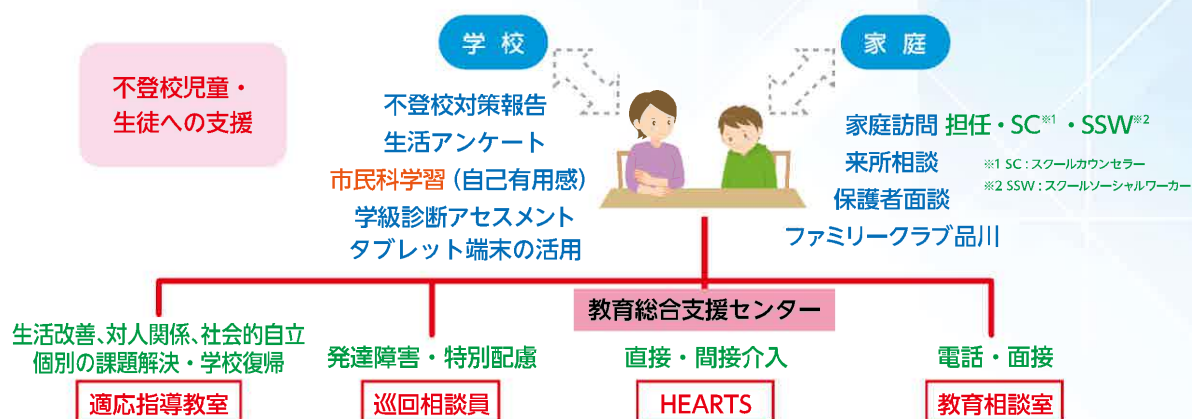 不登校児童・
生徒への支援
学校
不登校対策報告
生活アンケート
市民科学習(自己有用感)
学級診断アセスメント
タブレット端末の活用
家庭
家庭訪問 担任・SC※1・SSW※2
来所相談
※1 SC:スクールカウンセラー
※2 SSW:スクールソーシャルワーカー
保護者面談
ファミリークラブ品川
教育総合支援センター
生活改善、対人関係、社会的自立
個別の課題解決・学校復帰
適応指導教室
発達障害・特別配慮
巡回相談員
直接・間接介入
HEARTS
電話・面接
教育相談室